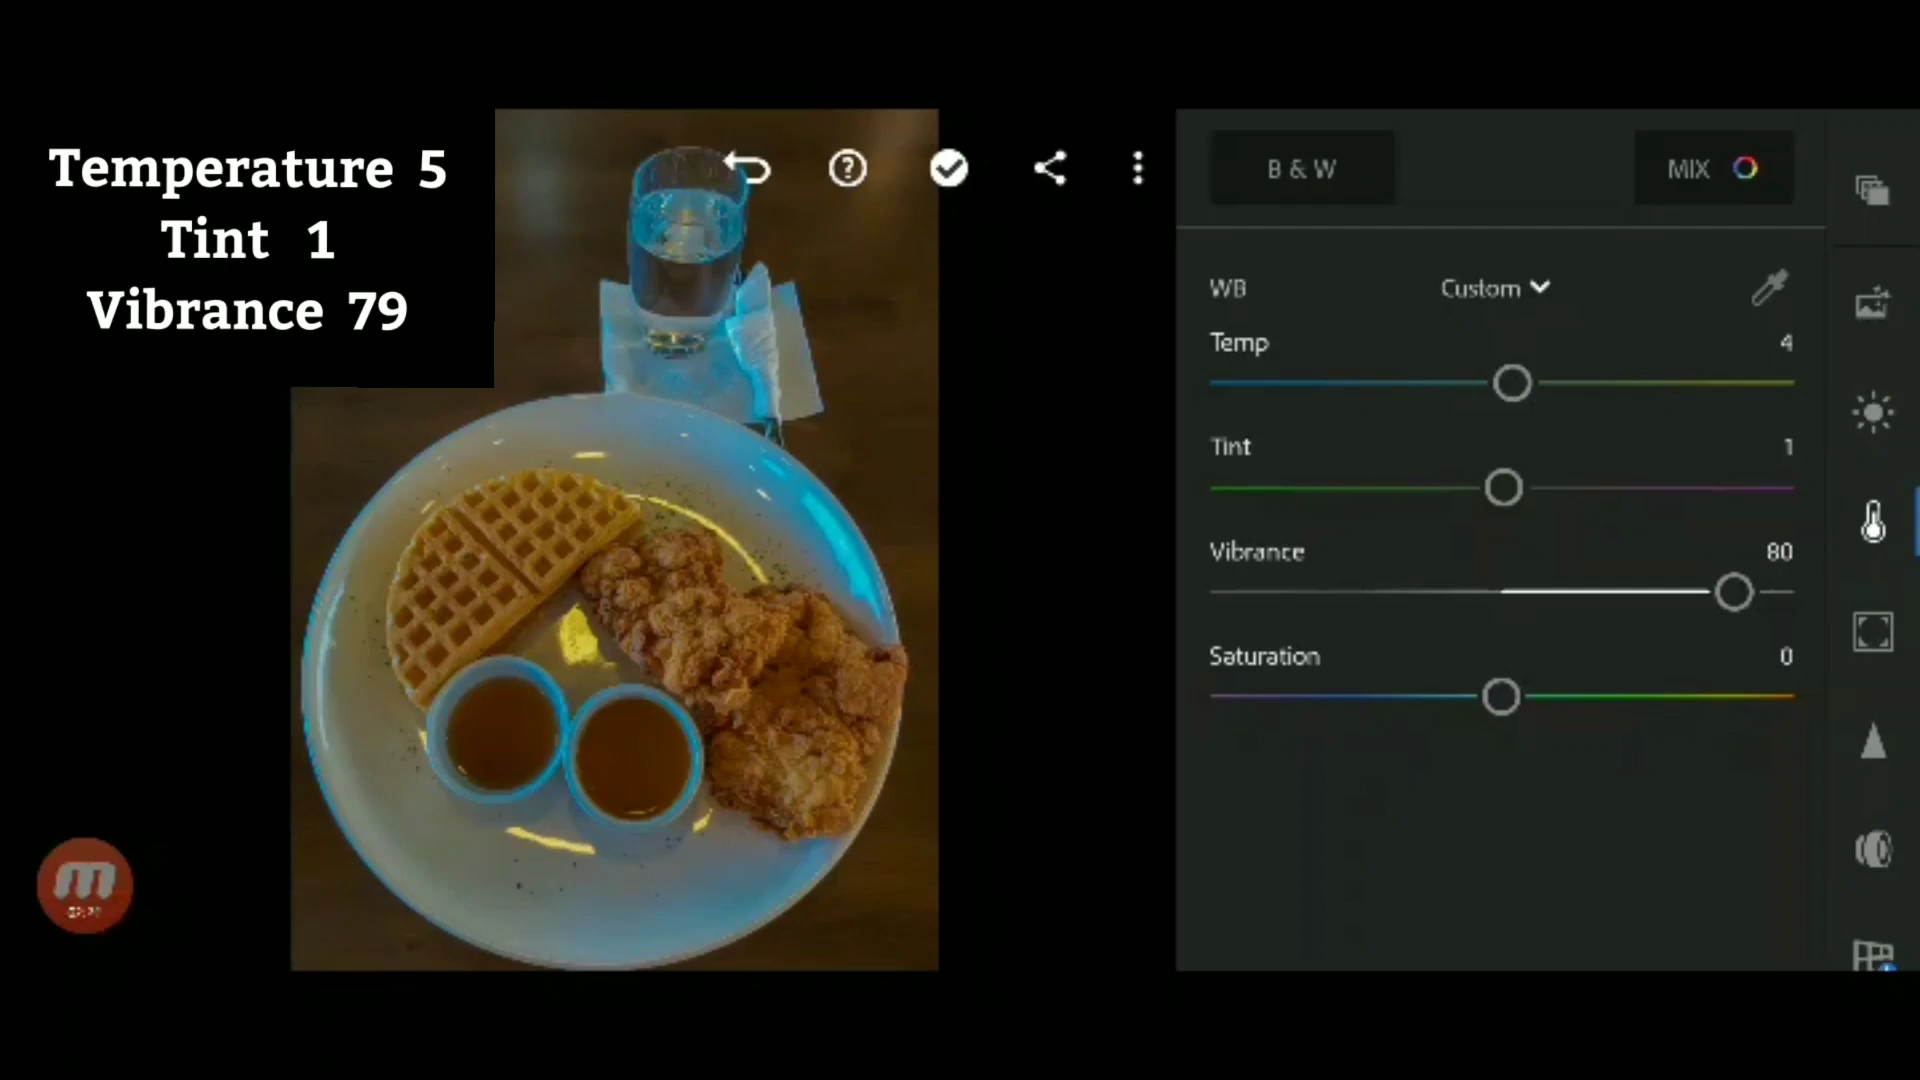 Temperature 5
Tint 1
Vibrance 79
B & W
MIX
WB
Custom
Temp
4
Tint
1
Vibrance
80
Saturation
0
m